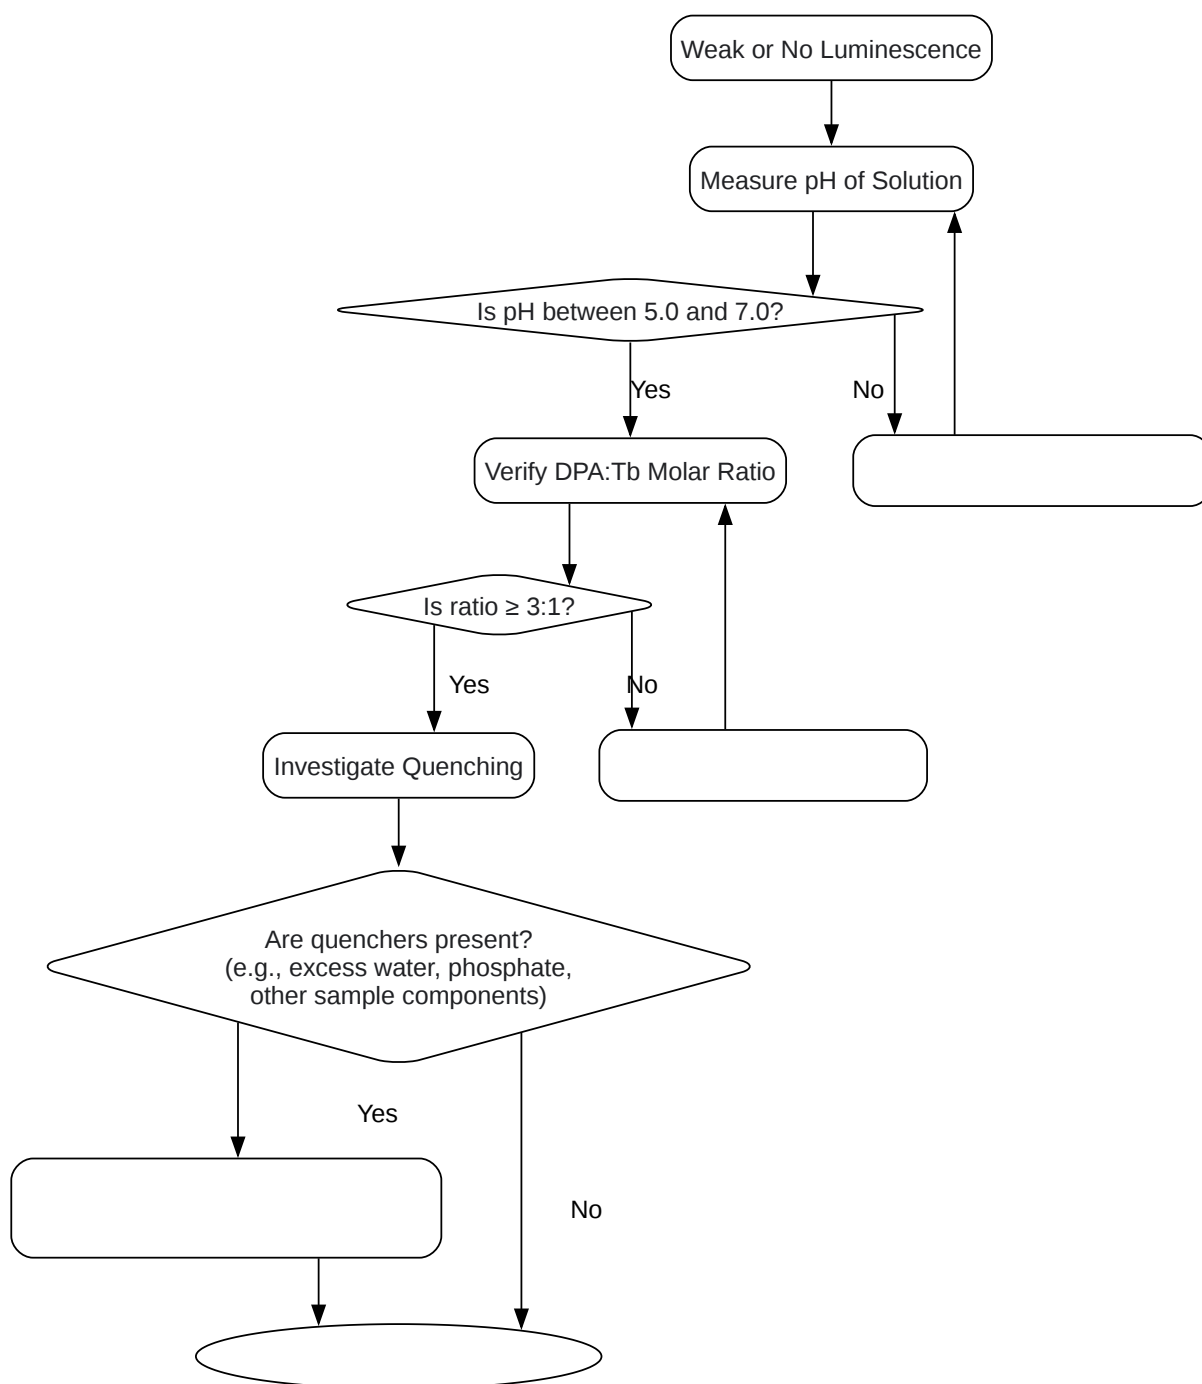 Weak or No Luminescence
Measure pH of Solution
Is pH between 5.0 and 7.0?
Yes
No
Verify DPA:Tb Molar Ratio
Is ratio ≥ 3:1?
Yes
No
Investigate Quenching
Are quenchers present?
(e.g., excess water, phosphate,
other sample components)
Yes
No